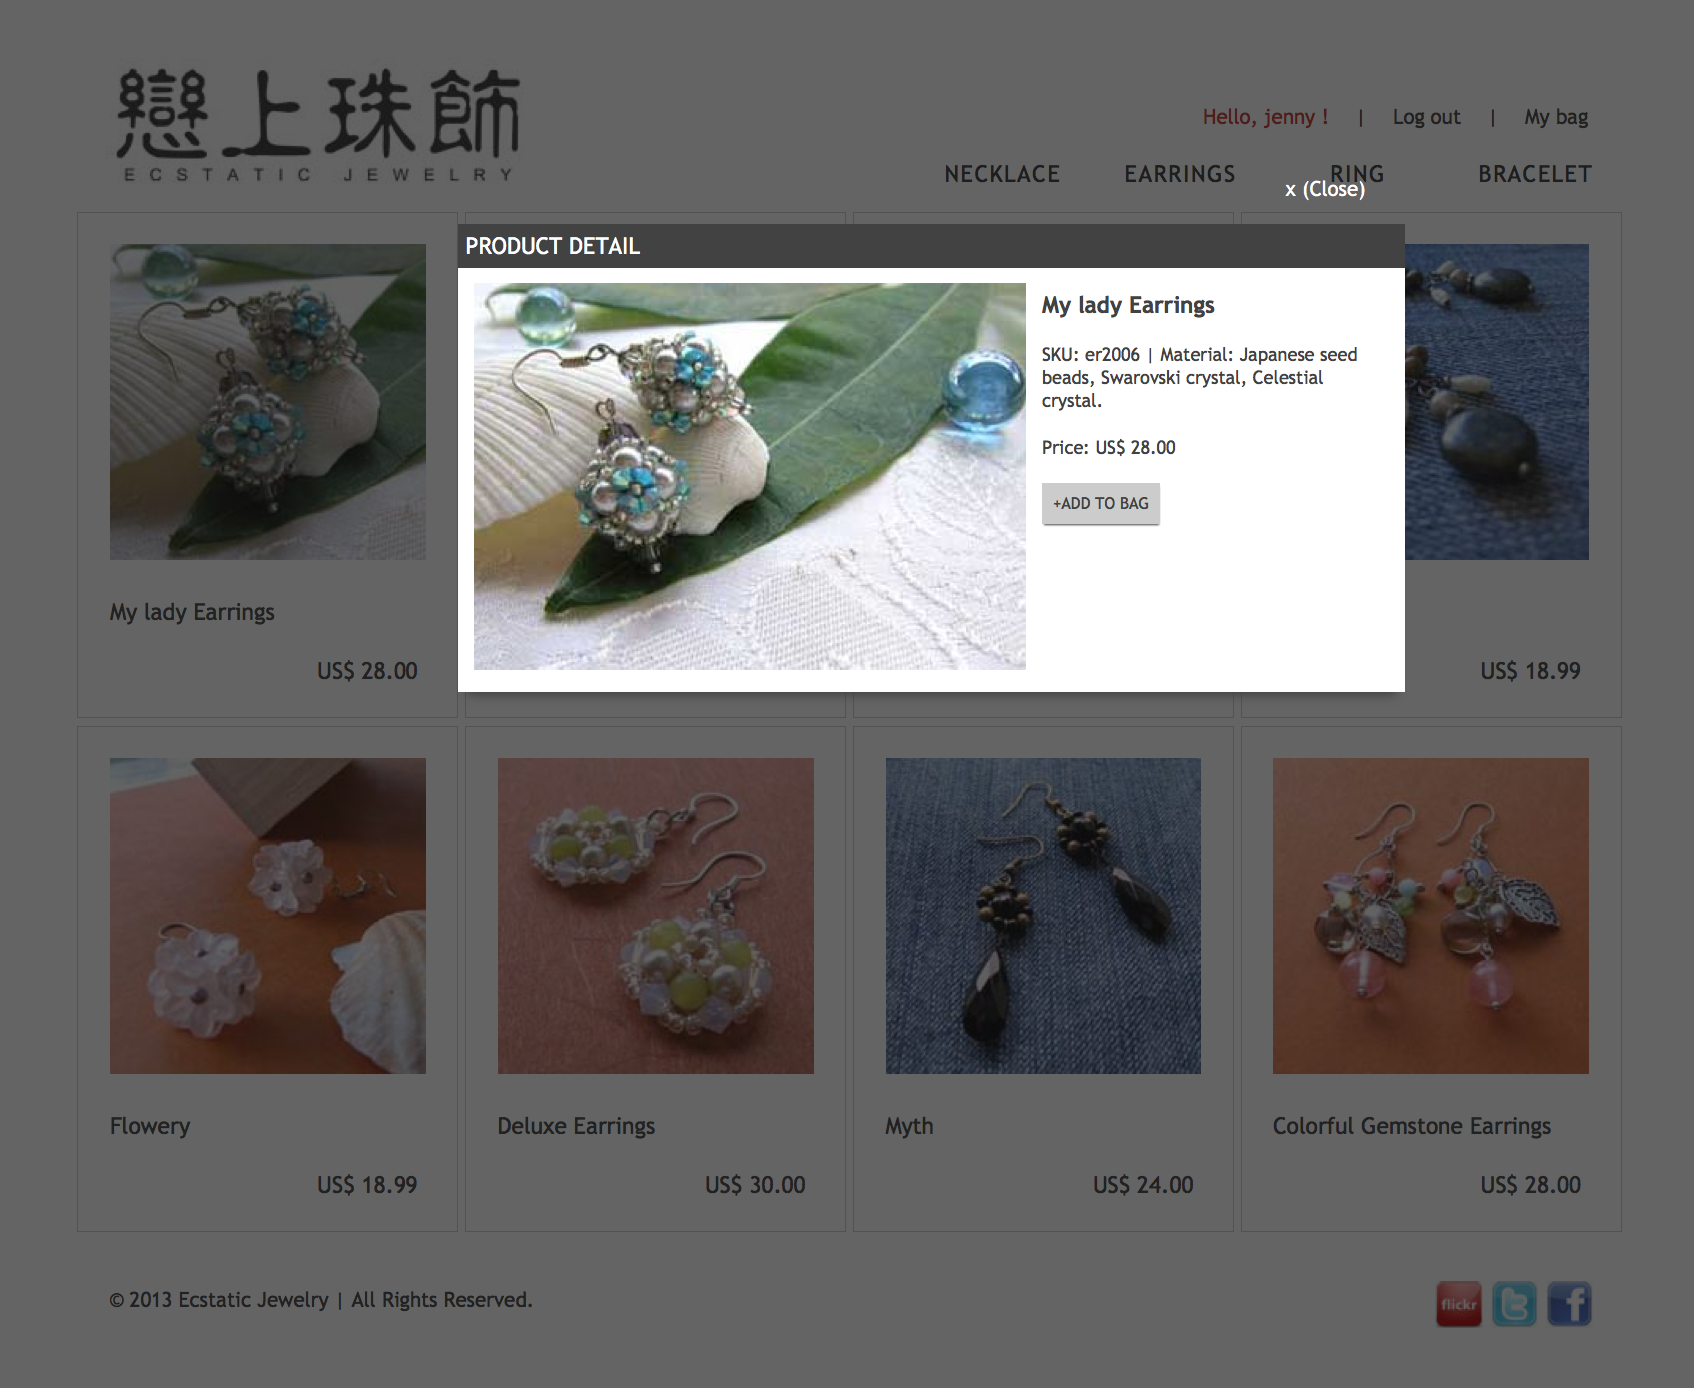 戀上珠飾
ECSTATIC JEWELRY
Hello, jenny ! | Log out | My bag
NECKLACE EARRINGS RING BRACELET
x (Close)
PRODUCT DETAIL
My lady Earrings
SKU: er2006 | Material: Japanese seed
beads, Swarovski crystal, Celestial
crystal.
Price: US$ 28.00
+ADD TO BAG
My lady Earrings
US$ 28.00
US$ 18.99
Flowery
US$ 18.99
Deluxe Earrings
US$ 30.00
Myth
US$ 24.00
Colorful Gemstone Earrings
US$ 28.00
© 2013 Ecstatic Jewelry | All Rights Reserved.
flickr